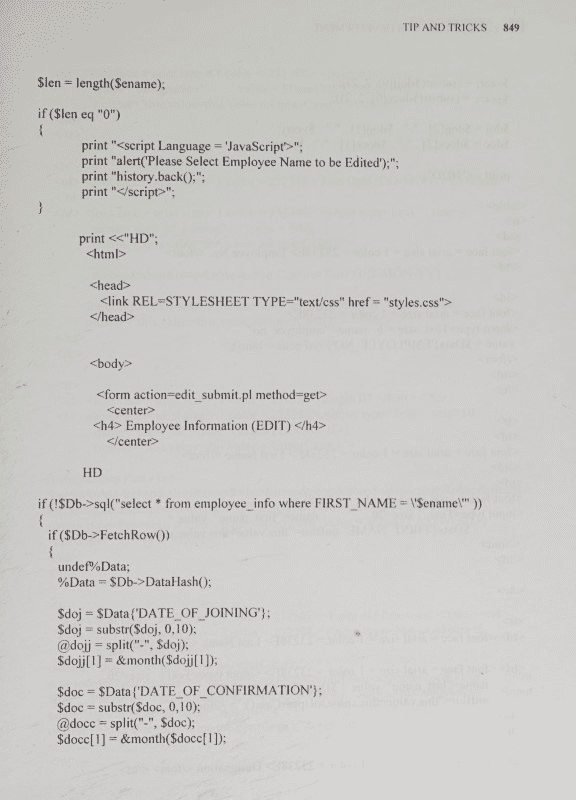 TIP AND TRICKS 849
$len = length($ename);
if ($len eq "0")
{
print "<script Language = 'JavaScript'>";
print "alert('Please Select Employee Name to be Edited');";
print "history.back();";
print "</script>";
}
print <<"HD";
<html>
<head>
<link REL=STYLESHEET TYPE="text/css" href = "styles.css">
</head>
<body>
<form action=edit_submit.pl method=get>
<center>
<h4> Employee Information (EDIT) </h4>
</center>
HD
if (!$Db->sql("select * from employee_info where FIRST_NAME = \'$ename\'" ))
{
if ($Db->FetchRow())
{
undef%Data;
%Data = $Db->DataHash();
$doj = $Data{'DATE_OF_JOINING'};
$doj = substr($doj, 0,10);
@dojj = split("-", $doj);
$dojj[1] = &month($dojj[1]);
$doc = $Data{'DATE_OF_CONFIRMATION'};
$doc = substr($doc, 0,10);
@docc = split("-", $doc);
$docc[1] = &month($docc[1]);